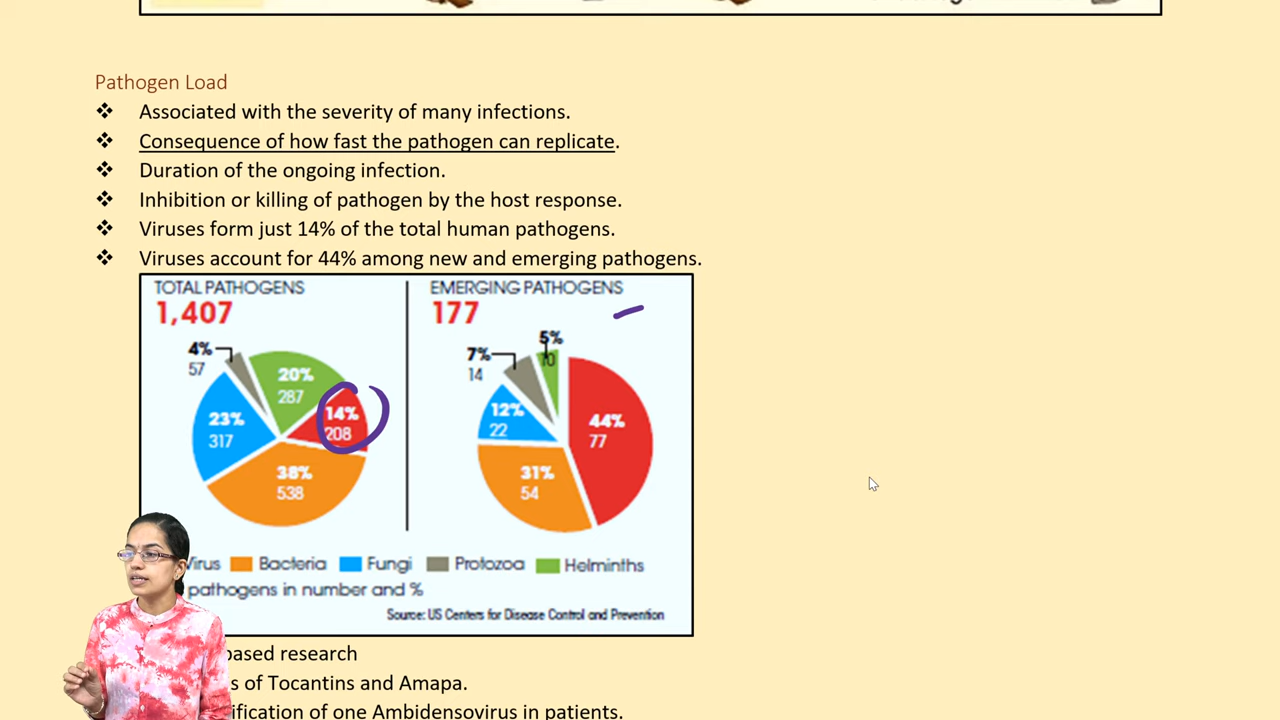 Pathogen Load
❖ Associated with the severity of many infections.
❖ Consequence of how fast the pathogen can replicate.
❖ Duration of the ongoing infection.
❖ Inhibition or killing of pathogen by the host response.
❖ Viruses form just 14% of the total human pathogens.
❖ Viruses account for 44% among new and emerging pathogens.
TOTAL PATHOGENS
1,407
4%
57
20%
287
14%
208
23%
317
38%
538
EMERGING PATHOGENS
177
5%
10
7%
14
12%
22
44%
77
31%
54
Virus Bacteria Fungi Protozoa Helminths
pathogens in number and %
Source: US Centers for Disease Control and Prevention
based research
s of Tocantins and Amapa.
ification of one Ambidensovirus in patients.